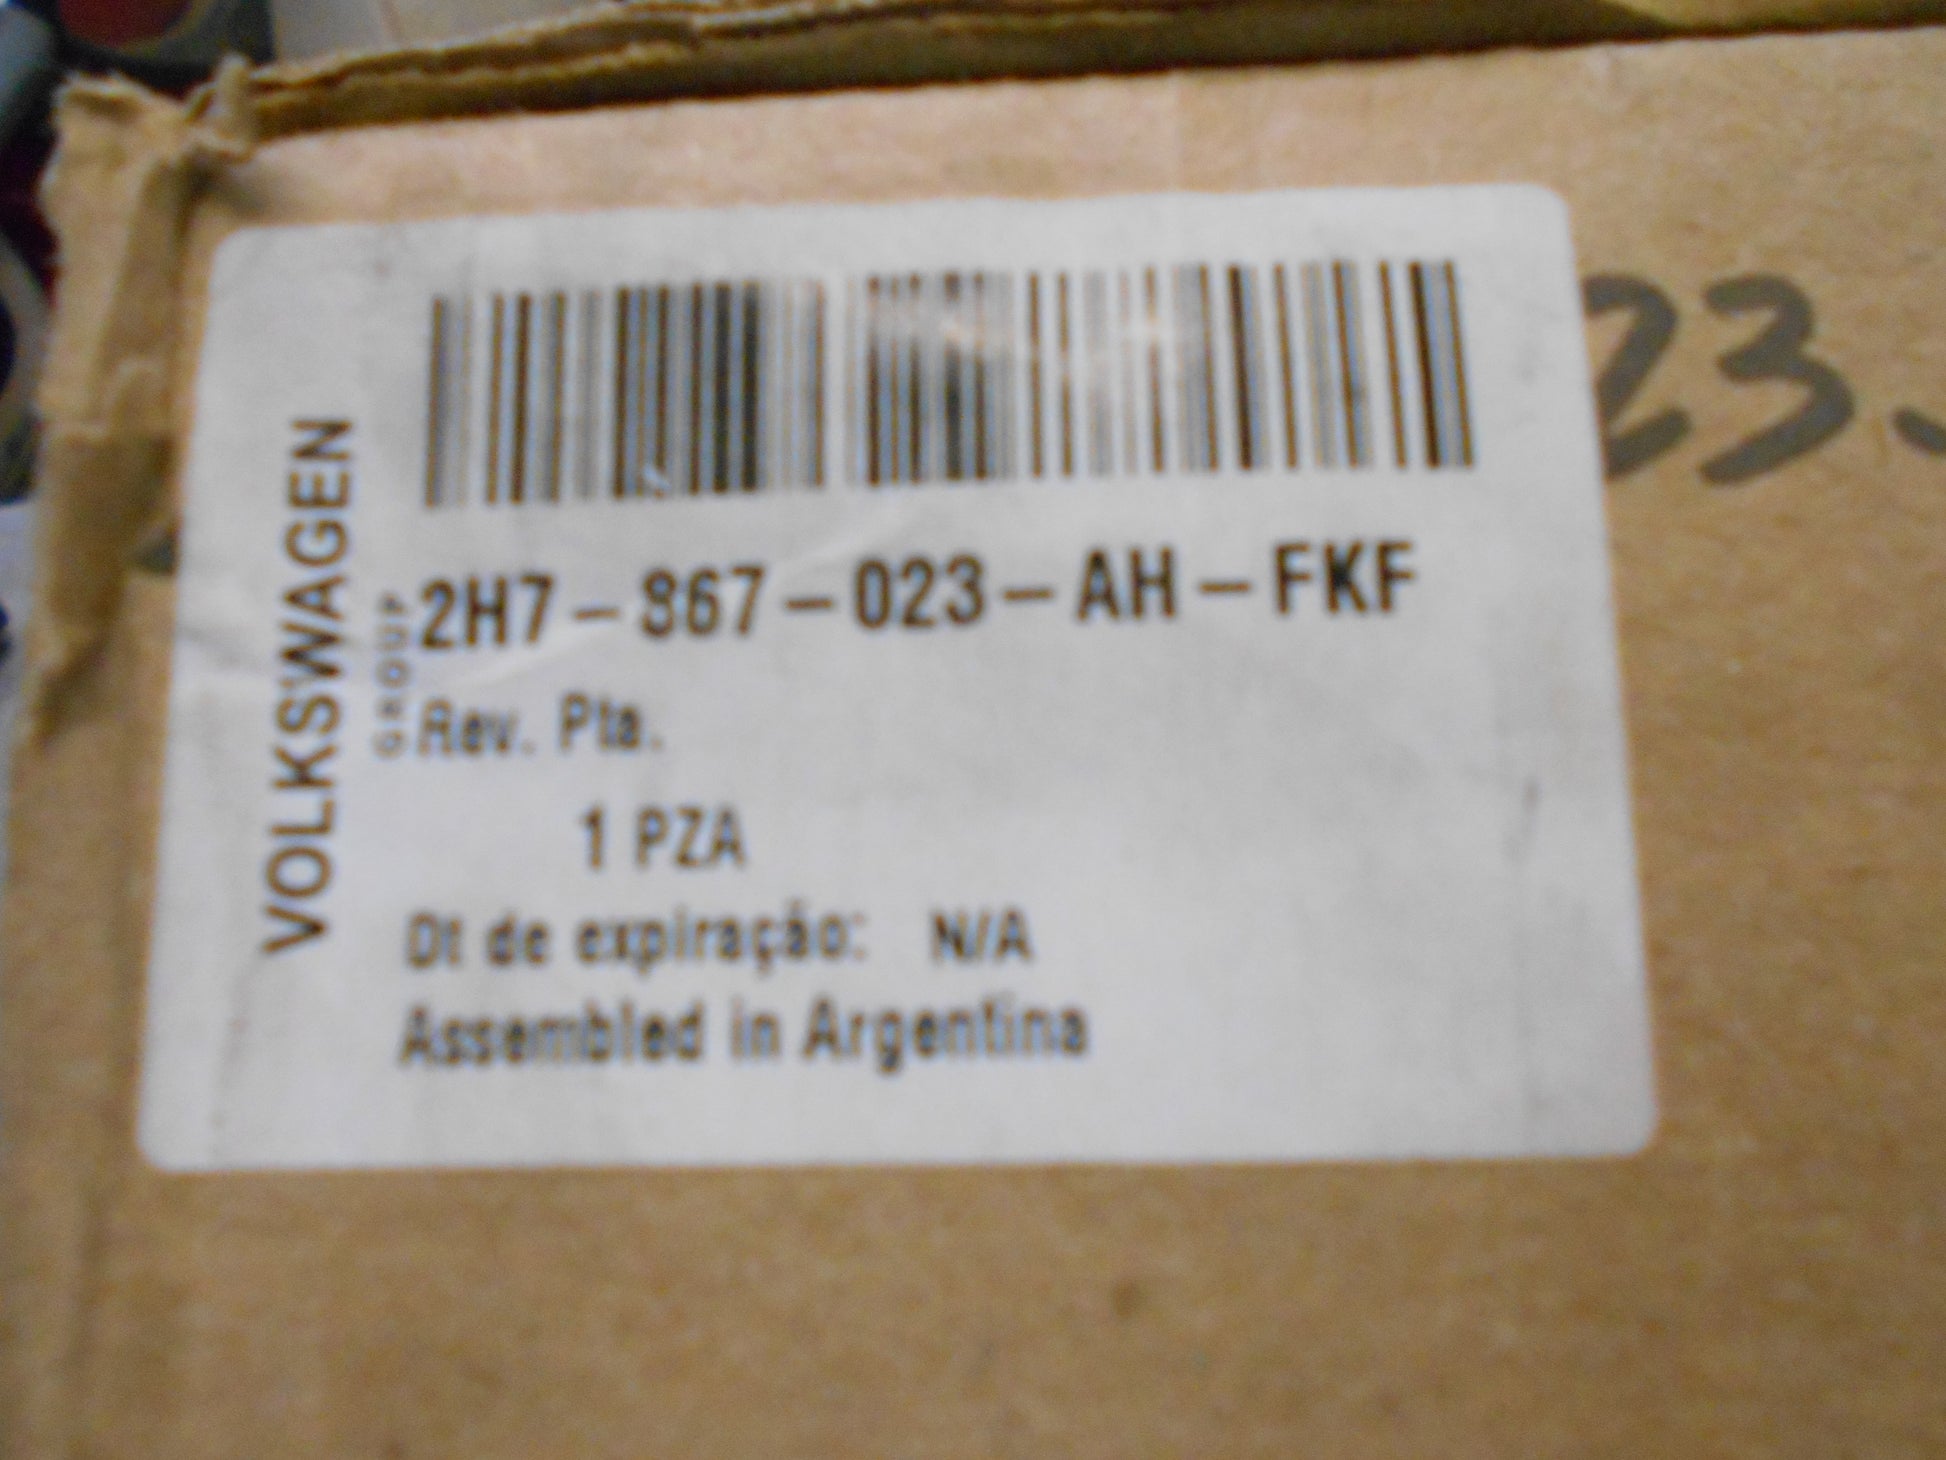 VOLKSWAGEN
GROUP
2H7-867-023-AH-FKF
Rev. Pta.
1 PZA
Dt de expiração: N/A
Assembled in Argentina
23-